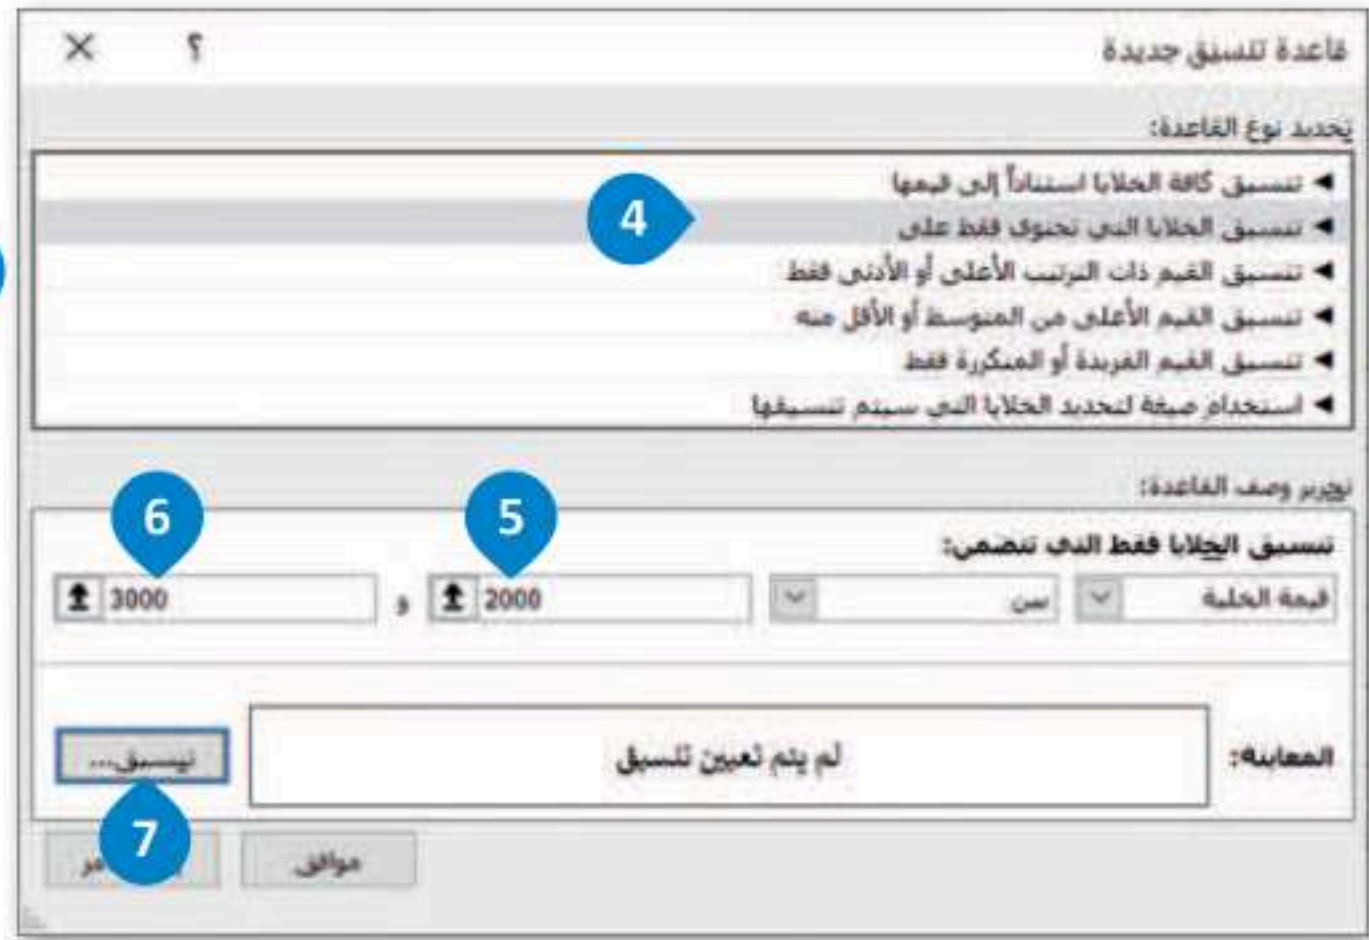 قاعدة تنسيق جديدة ؟ ×
تحديد نوع القاعدة:
◄ تنسيق كافة الخلايا استناداً إلى قيمها
◄ تنسيق الخلايا التي تحتوي فقط على
4
◄ تنسيق القيم ذات الترتيب الأعلى أو الأدنى فقط
◄ تنسيق القيم الأعلى من المتوسط أو الأقل منه
◄ تنسيق القيم الفريدة أو المتكررة فقط
◄ استخدام صيغة لتحديد الخلايا التي سيتم تنسيقها
تحرير وصف القاعدة:
5 6
تنسيق الخلايا فقط التي تتضمن:
قيمة الخلية بين 2000 و 3000
المعاينة: لم يتم تعيين تنسيق تنسيق...
7
موافق